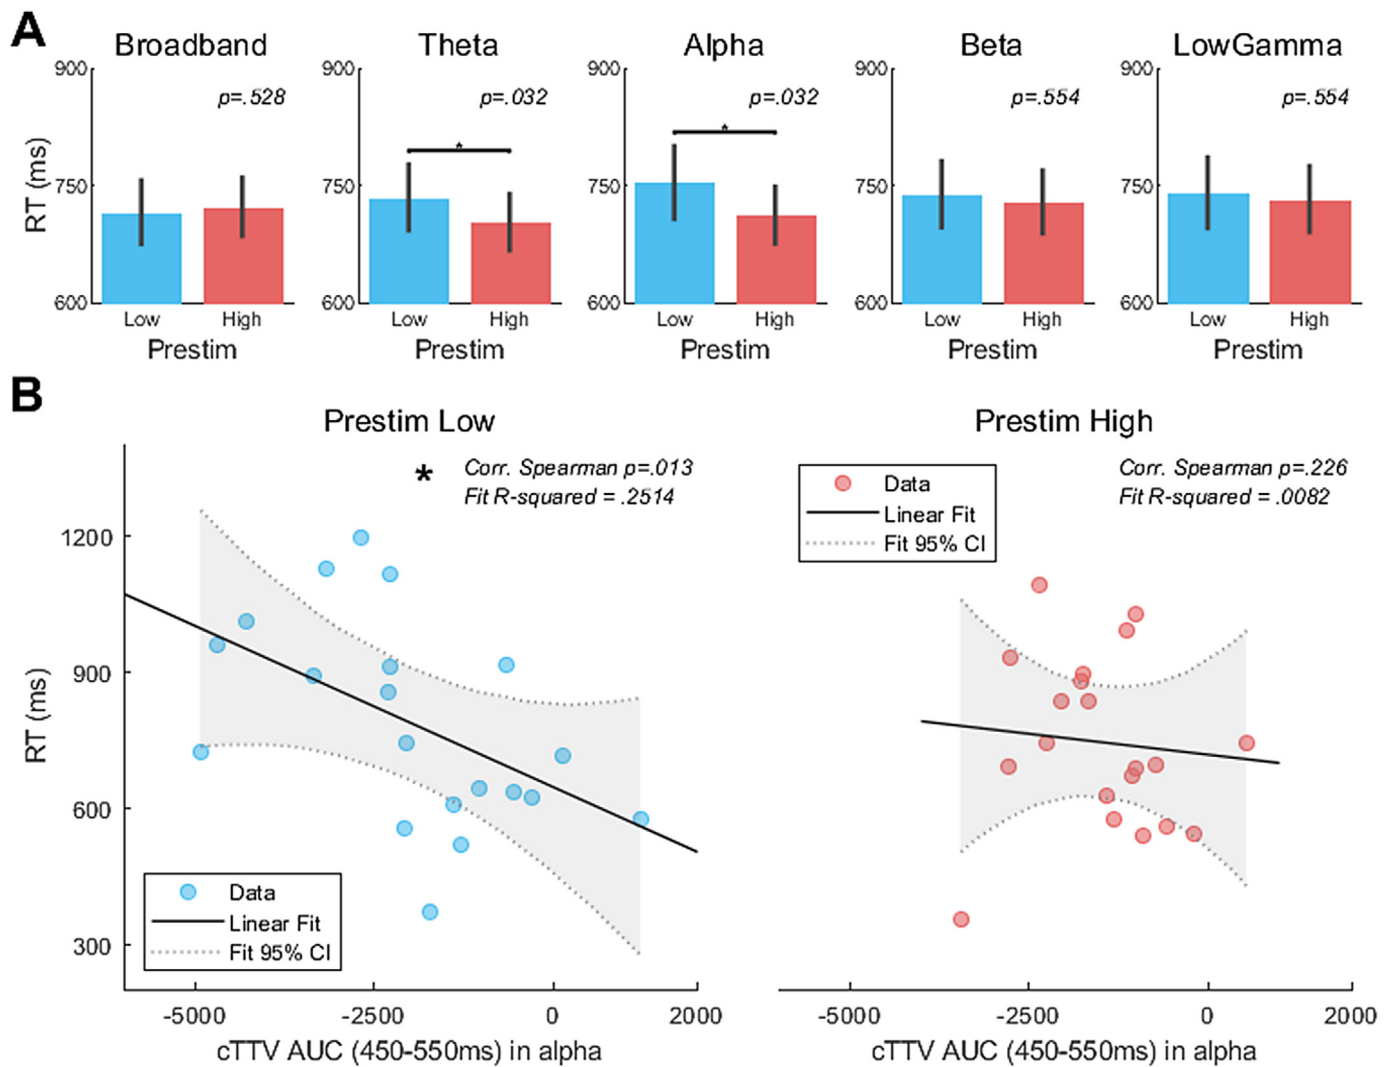 A
Broadband Theta Alpha Beta LowGamma
900 900 900 900 900
p=.528 p=.032 p=.032 p=.554 p=.554
* *
RT (ms)
750 750 750 750 750
600 600 600 600 600
Low High Low High Low High Low High Low High
Prestim Prestim Prestim Prestim Prestim
B
Prestim Low
* Corr. Spearman p=.013
Fit R-squared = .2514
1200
900
600
300
RT (ms)
Data
Linear Fit
Fit 95% CI
-5000 -2500 0 2000
cTTV AUC (450-550ms) in alpha
Prestim High
Data
Linear Fit
Fit 95% CI
Corr. Spearman p=.226
Fit R-squared = .0082
-5000 -2500 0 2000
cTTV AUC (450-550ms) in alpha